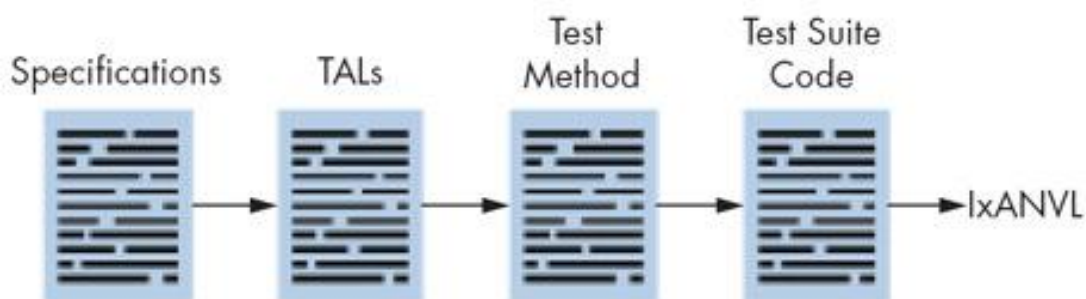 Specifications
TALs
Test
Method
Test Suite
Code
IxANVL